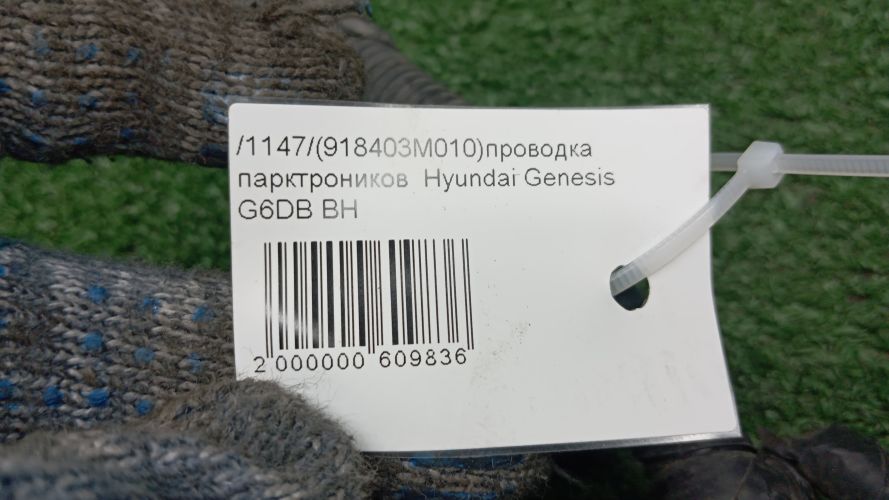 /1147/(918403M010)проводка
парктроников Hyundai Genesis
G6DB BH
2 000000 609836